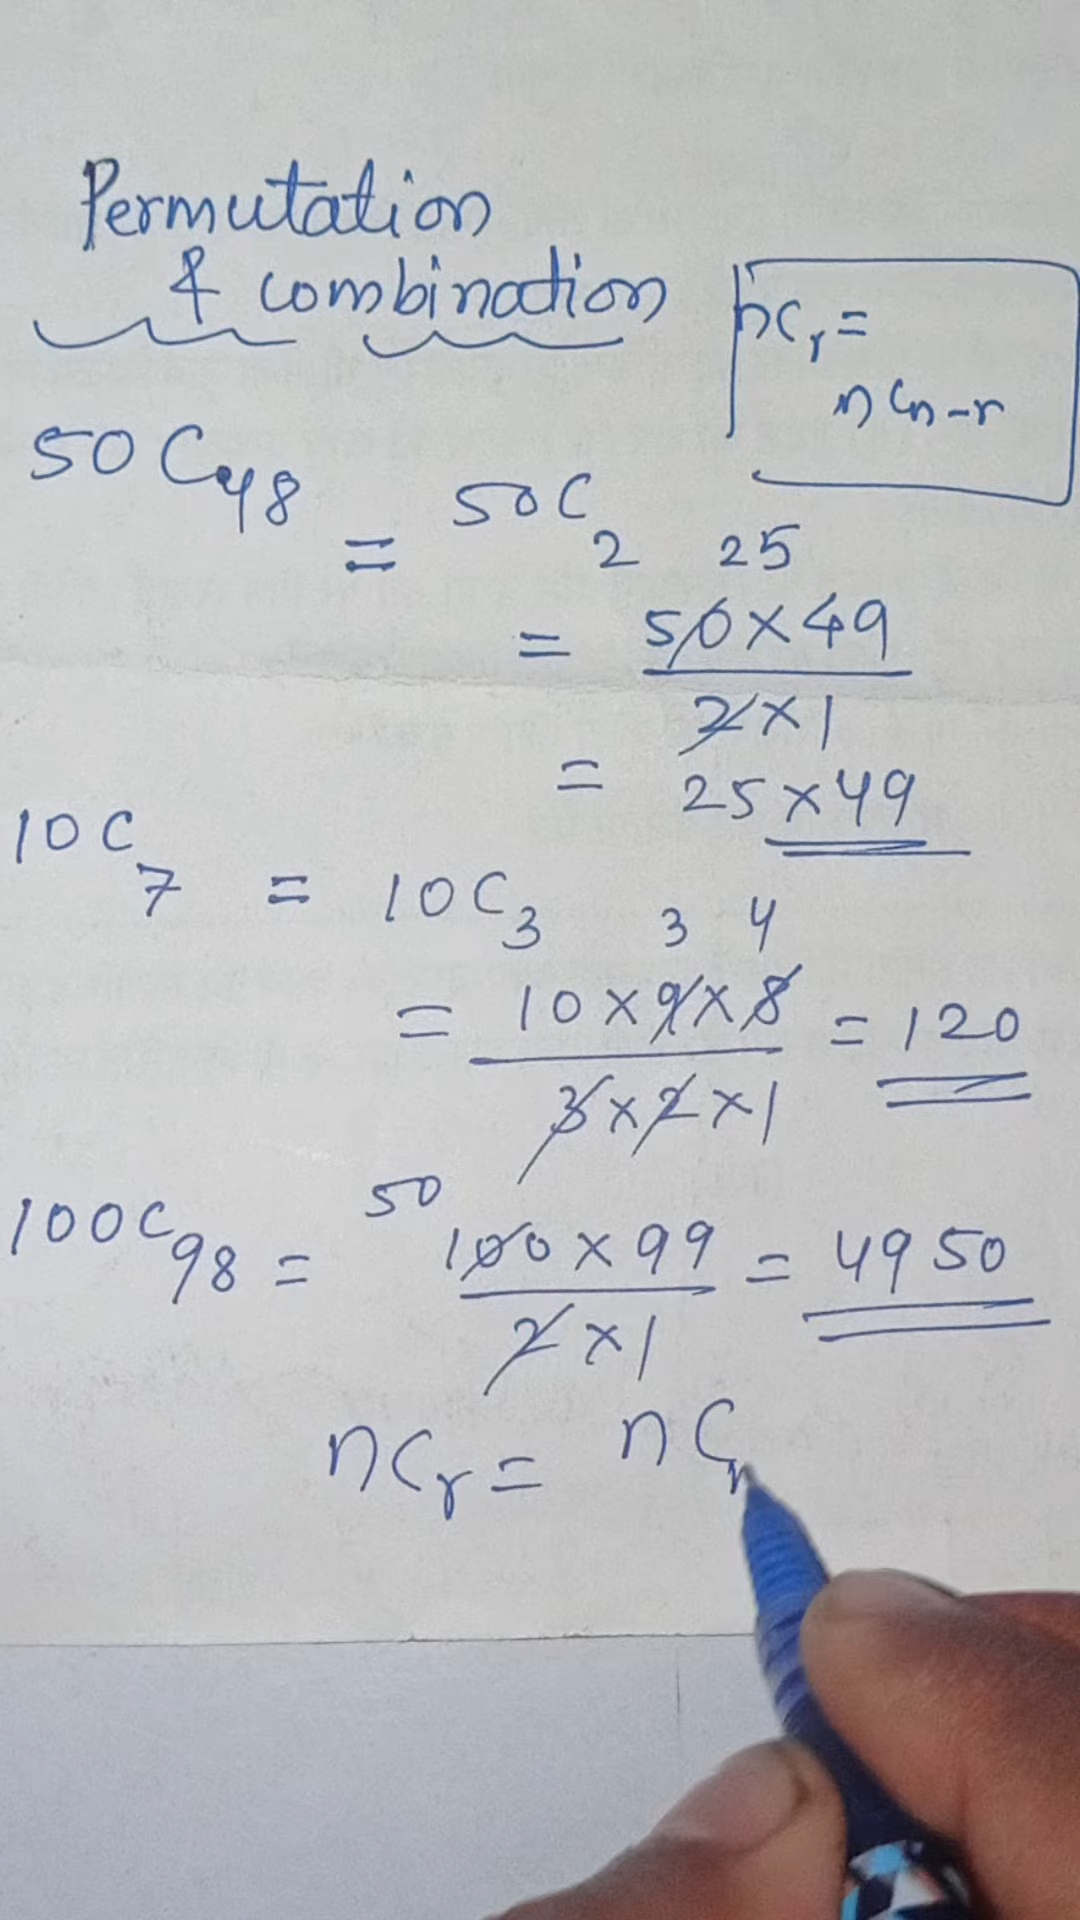 Permutation
& combination
nCr =
nCn-r
50C48 = 50C2
25
= 50×49
2×1
= 25×49
10C7 = 10C3
3 4
= 10×9×8 = 120
3×2×1
50
100C98 = 100×99 = 4950
2×1
nCr = nCn